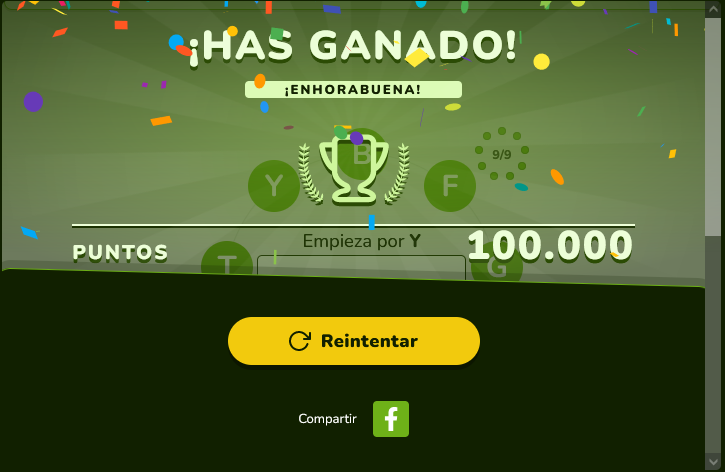 ¡HAS GANADO!
¡ENHORABUENA!
B
9/9
Y
F
Empieza por Y
PUNTOS
100.000
T
G
Reintentar
Compartir